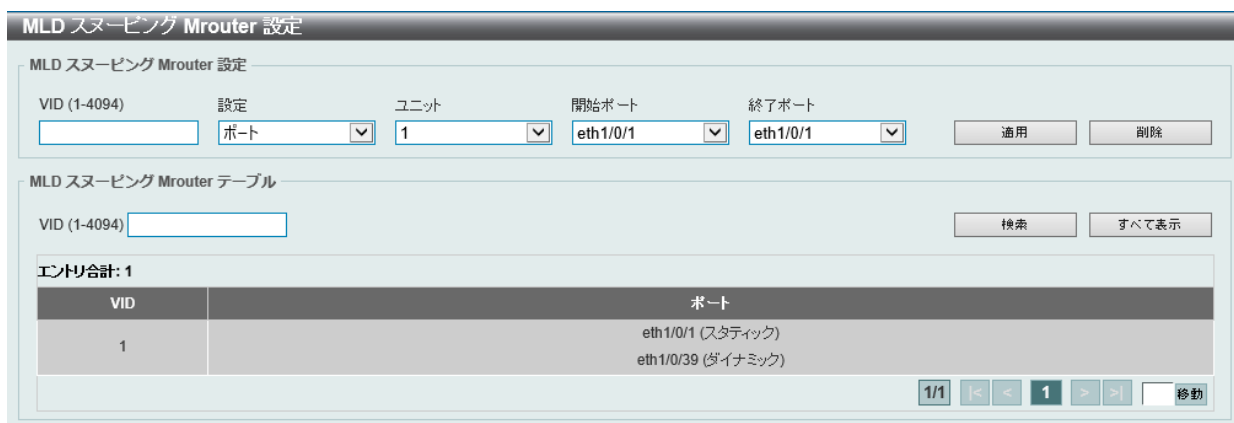 MLD スヌーピング Mrouter 設定
MLD スヌーピング Mrouter 設定
VID (1-4094) 設定 ユニット 開始ポート 終了ポート
ポート 1 eth1/0/1 eth1/0/1 適用 削除
MLD スヌーピング Mrouter テーブル
VID (1-4094) 検索 すべて表示
エントリ合計: 1
VID ポート
1 eth1/0/1 (スタティック)
eth1/0/39 (ダイナミック)
1/1 |< < 1 > >| 移動